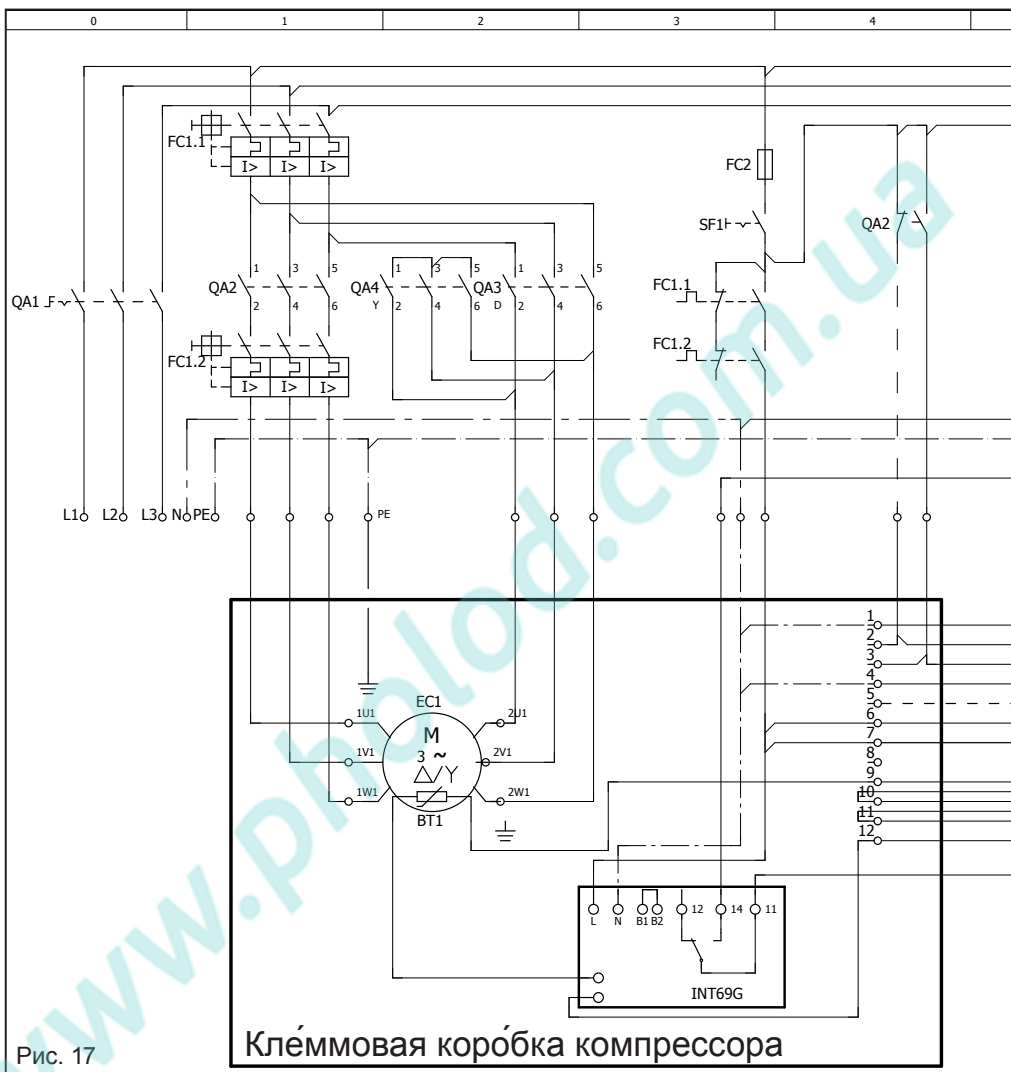 0 1 2 3 4
FC1.1
I> I> I>
FC2
SF1
QA2
QA1
QA2 1 3 5
2 4 6
QA4 1 3 5
Y 2 4 6
QA3 1 3 5
D 2 4 6
FC1.1
FC1.2
FC1.2
I> I> I>
L1 L2 L3 N PE
PE
1
2
3
4
5
6
7
8
9
10
11
12
EC1
1U1
2U1
M
1V1
3 ~
2V1
△/Y
1W1
2W1
BT1
L N B1 B2 12 14 11
INT69G
Кле́ммовая коро́бка компрессора
Рис. 17
www.pholod.com.ua